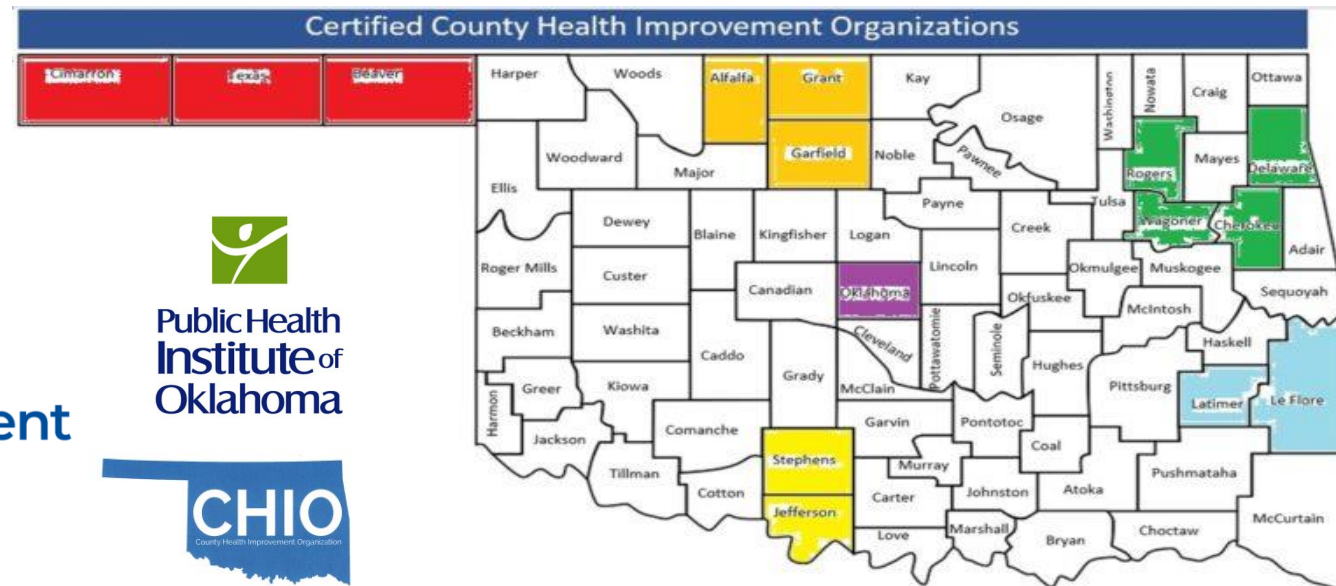 Certified County Health Improvement Organizations
Cimarron
Texas
Beaver
Harper
Woods
Alfalfa
Grant
Kay
Osage
Washington
Nowata
Craig
Ottawa
Ellis
Woodward
Major
Garfield
Noble
Pawnee
Rogers
Mayes
Delaware
Dewey
Blaine
Kingfisher
Logan
Payne
Creek
Tulsa
Wagoner
Cherokee
Adair
Roger Mills
Custer
Canadian
Oklahoma
Lincoln
Okfuskee
Okmulgee
Muskogee
McIntosh
Sequoyah
Beckham
Washita
Caddo
Grady
Cleveland
McClain
Pottawatomie
Seminole
Hughes
Pittsburg
Haskell
Latimer
Le Flore
Harmon
Greer
Kiowa
Jackson
Comanche
Tillman
Cotton
Stephens
Jefferson
Garvin
Murray
Carter
Love
Pontotoc
Johnston
Marshall
Coal
Atoka
Bryan
Pushmataha
Choctaw
McCurtain
Public Health
Institute of
Oklahoma
ent
CHIO
County Health Improvement Organization